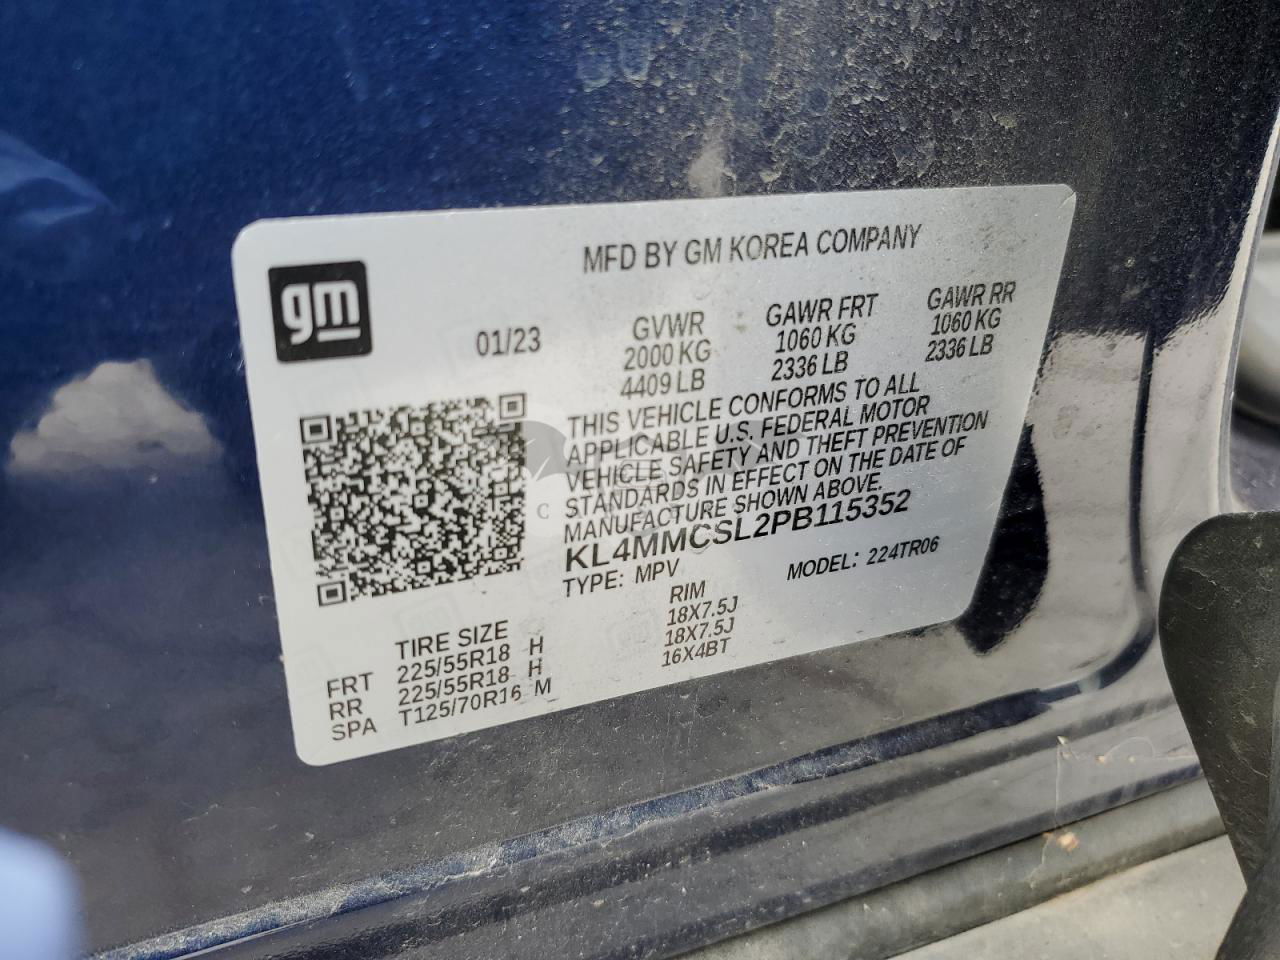 MFD BY GM KOREA COMPANY
gm
01/23
GVWR GAWR FRT GAWR RR
2000 KG 1060 KG 1060 KG
4409 LB 2336 LB 2336 LB
THIS VEHICLE CONFORMS TO ALL
APPLICABLE U.S. FEDERAL MOTOR
VEHICLE SAFETY AND THEFT PREVENTION
STANDARDS IN EFFECT ON THE DATE OF
MANUFACTURE SHOWN ABOVE.
KL4MMCSL2PB115352
TYPE: MPV MODEL: 224TR06
TIRE SIZE RIM
FRT 225/55R18 H 18X7.5J
RR 225/55R18 H 18X7.5J
SPA T125/70R16 M 16X4BT